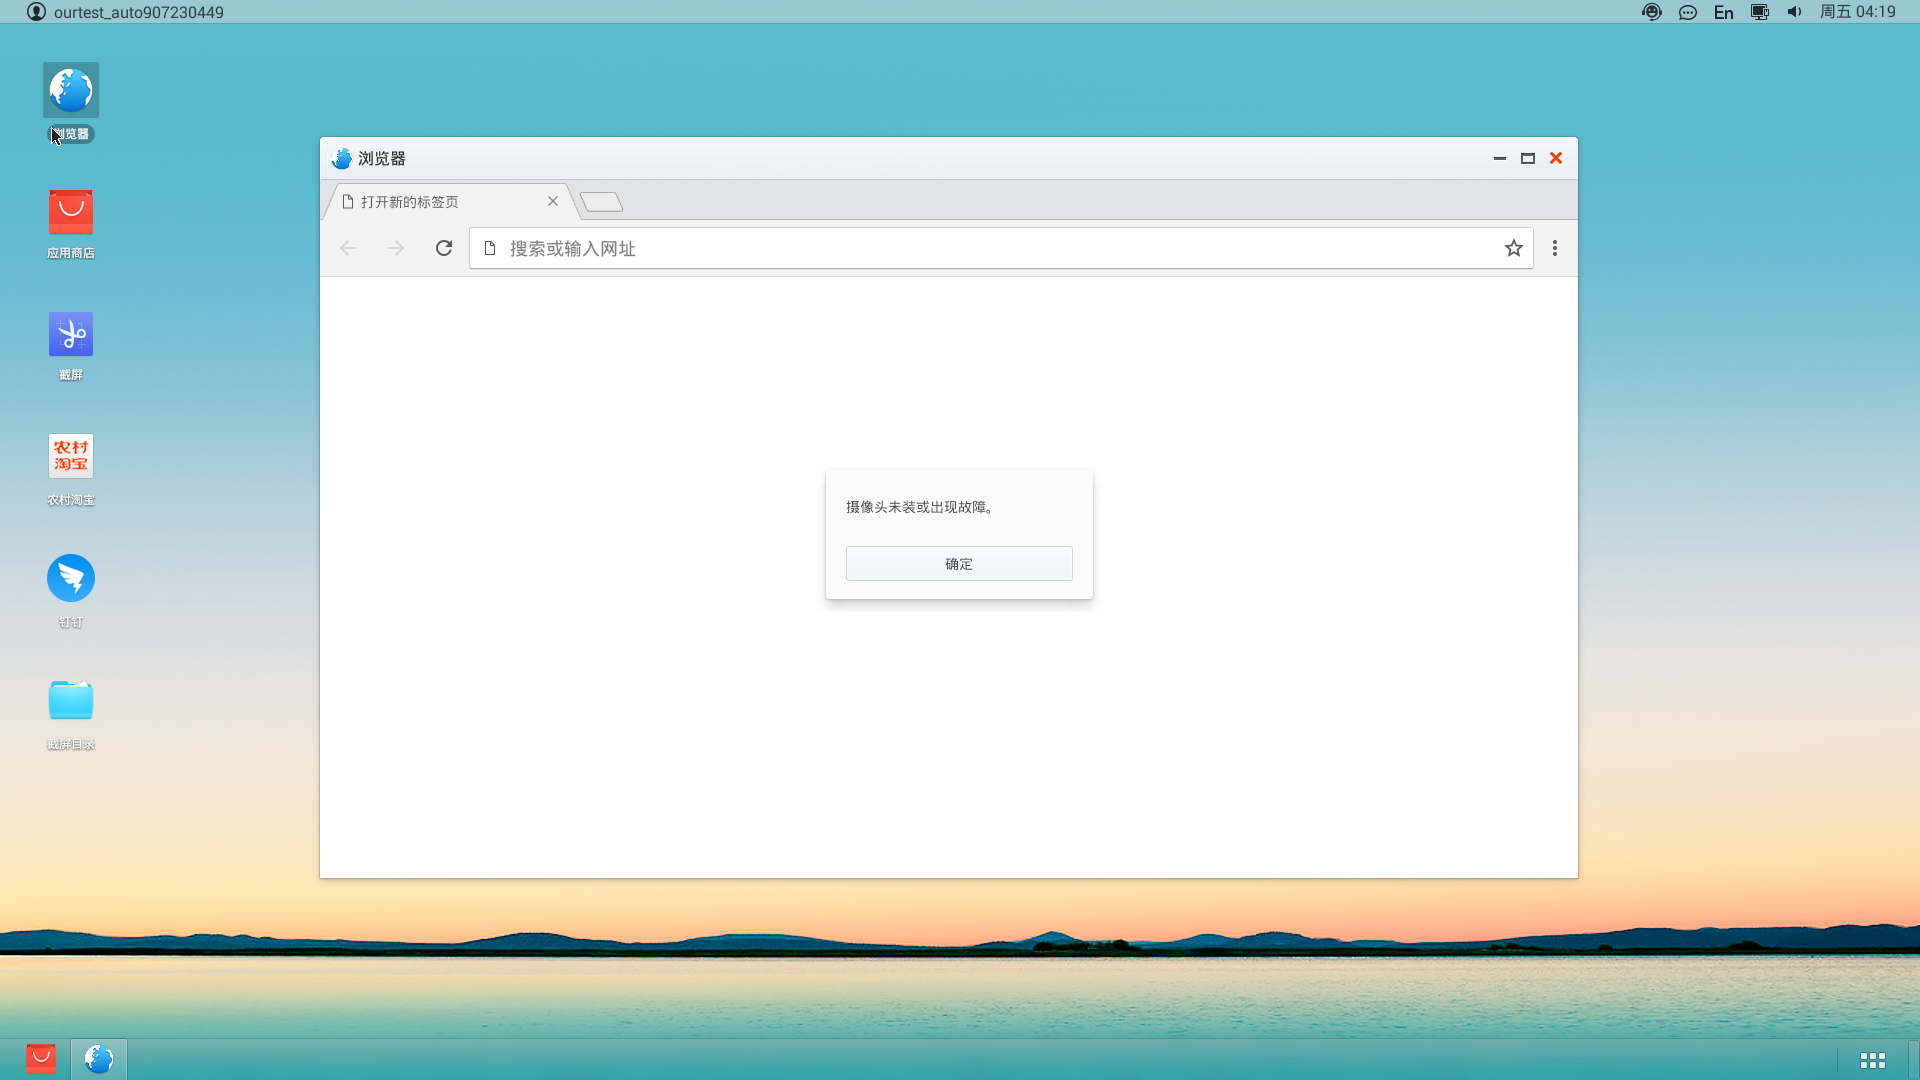 ourtest_auto907230449
En
周五 04:19
浏览器
应用商店
截屏
农村
淘宝
农村淘宝
钉钉
截屏目录
浏览器
打开新的标签页
搜索或输入网址
摄像头未装或出现故障。
确定